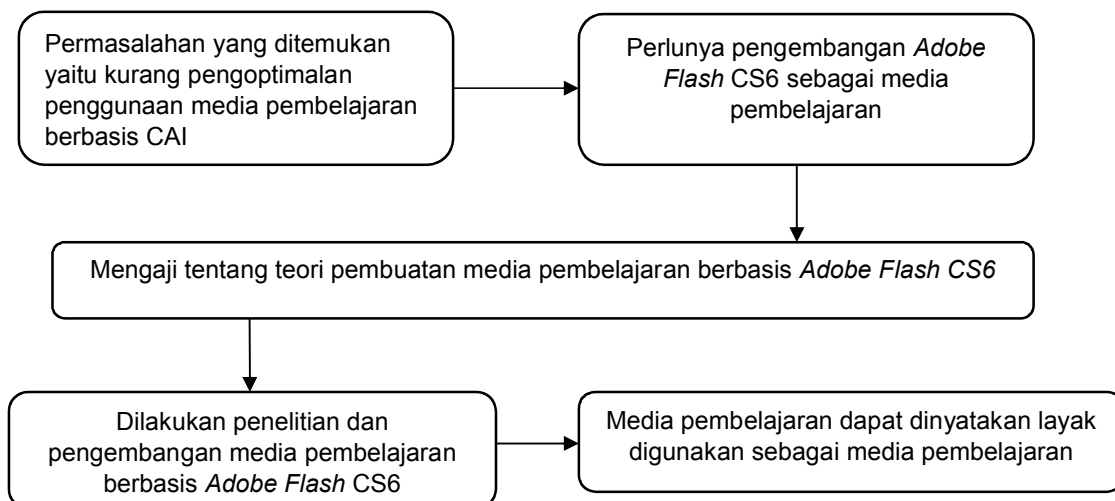 Permasalahan yang ditemukan
yaitu kurang pengoptimalan
penggunaan media pembelajaran
berbasis CAI
Perlunya pengembangan Adobe
Flash CS6 sebagai media
pembelajaran
Mengaji tentang teori pembuatan media pembelajaran berbasis Adobe Flash CS6
Dilakukan penelitian dan
pengembangan media pembelajaran
berbasis Adobe Flash CS6
Media pembelajaran dapat dinyatakan layak
digunakan sebagai media pembelajaran